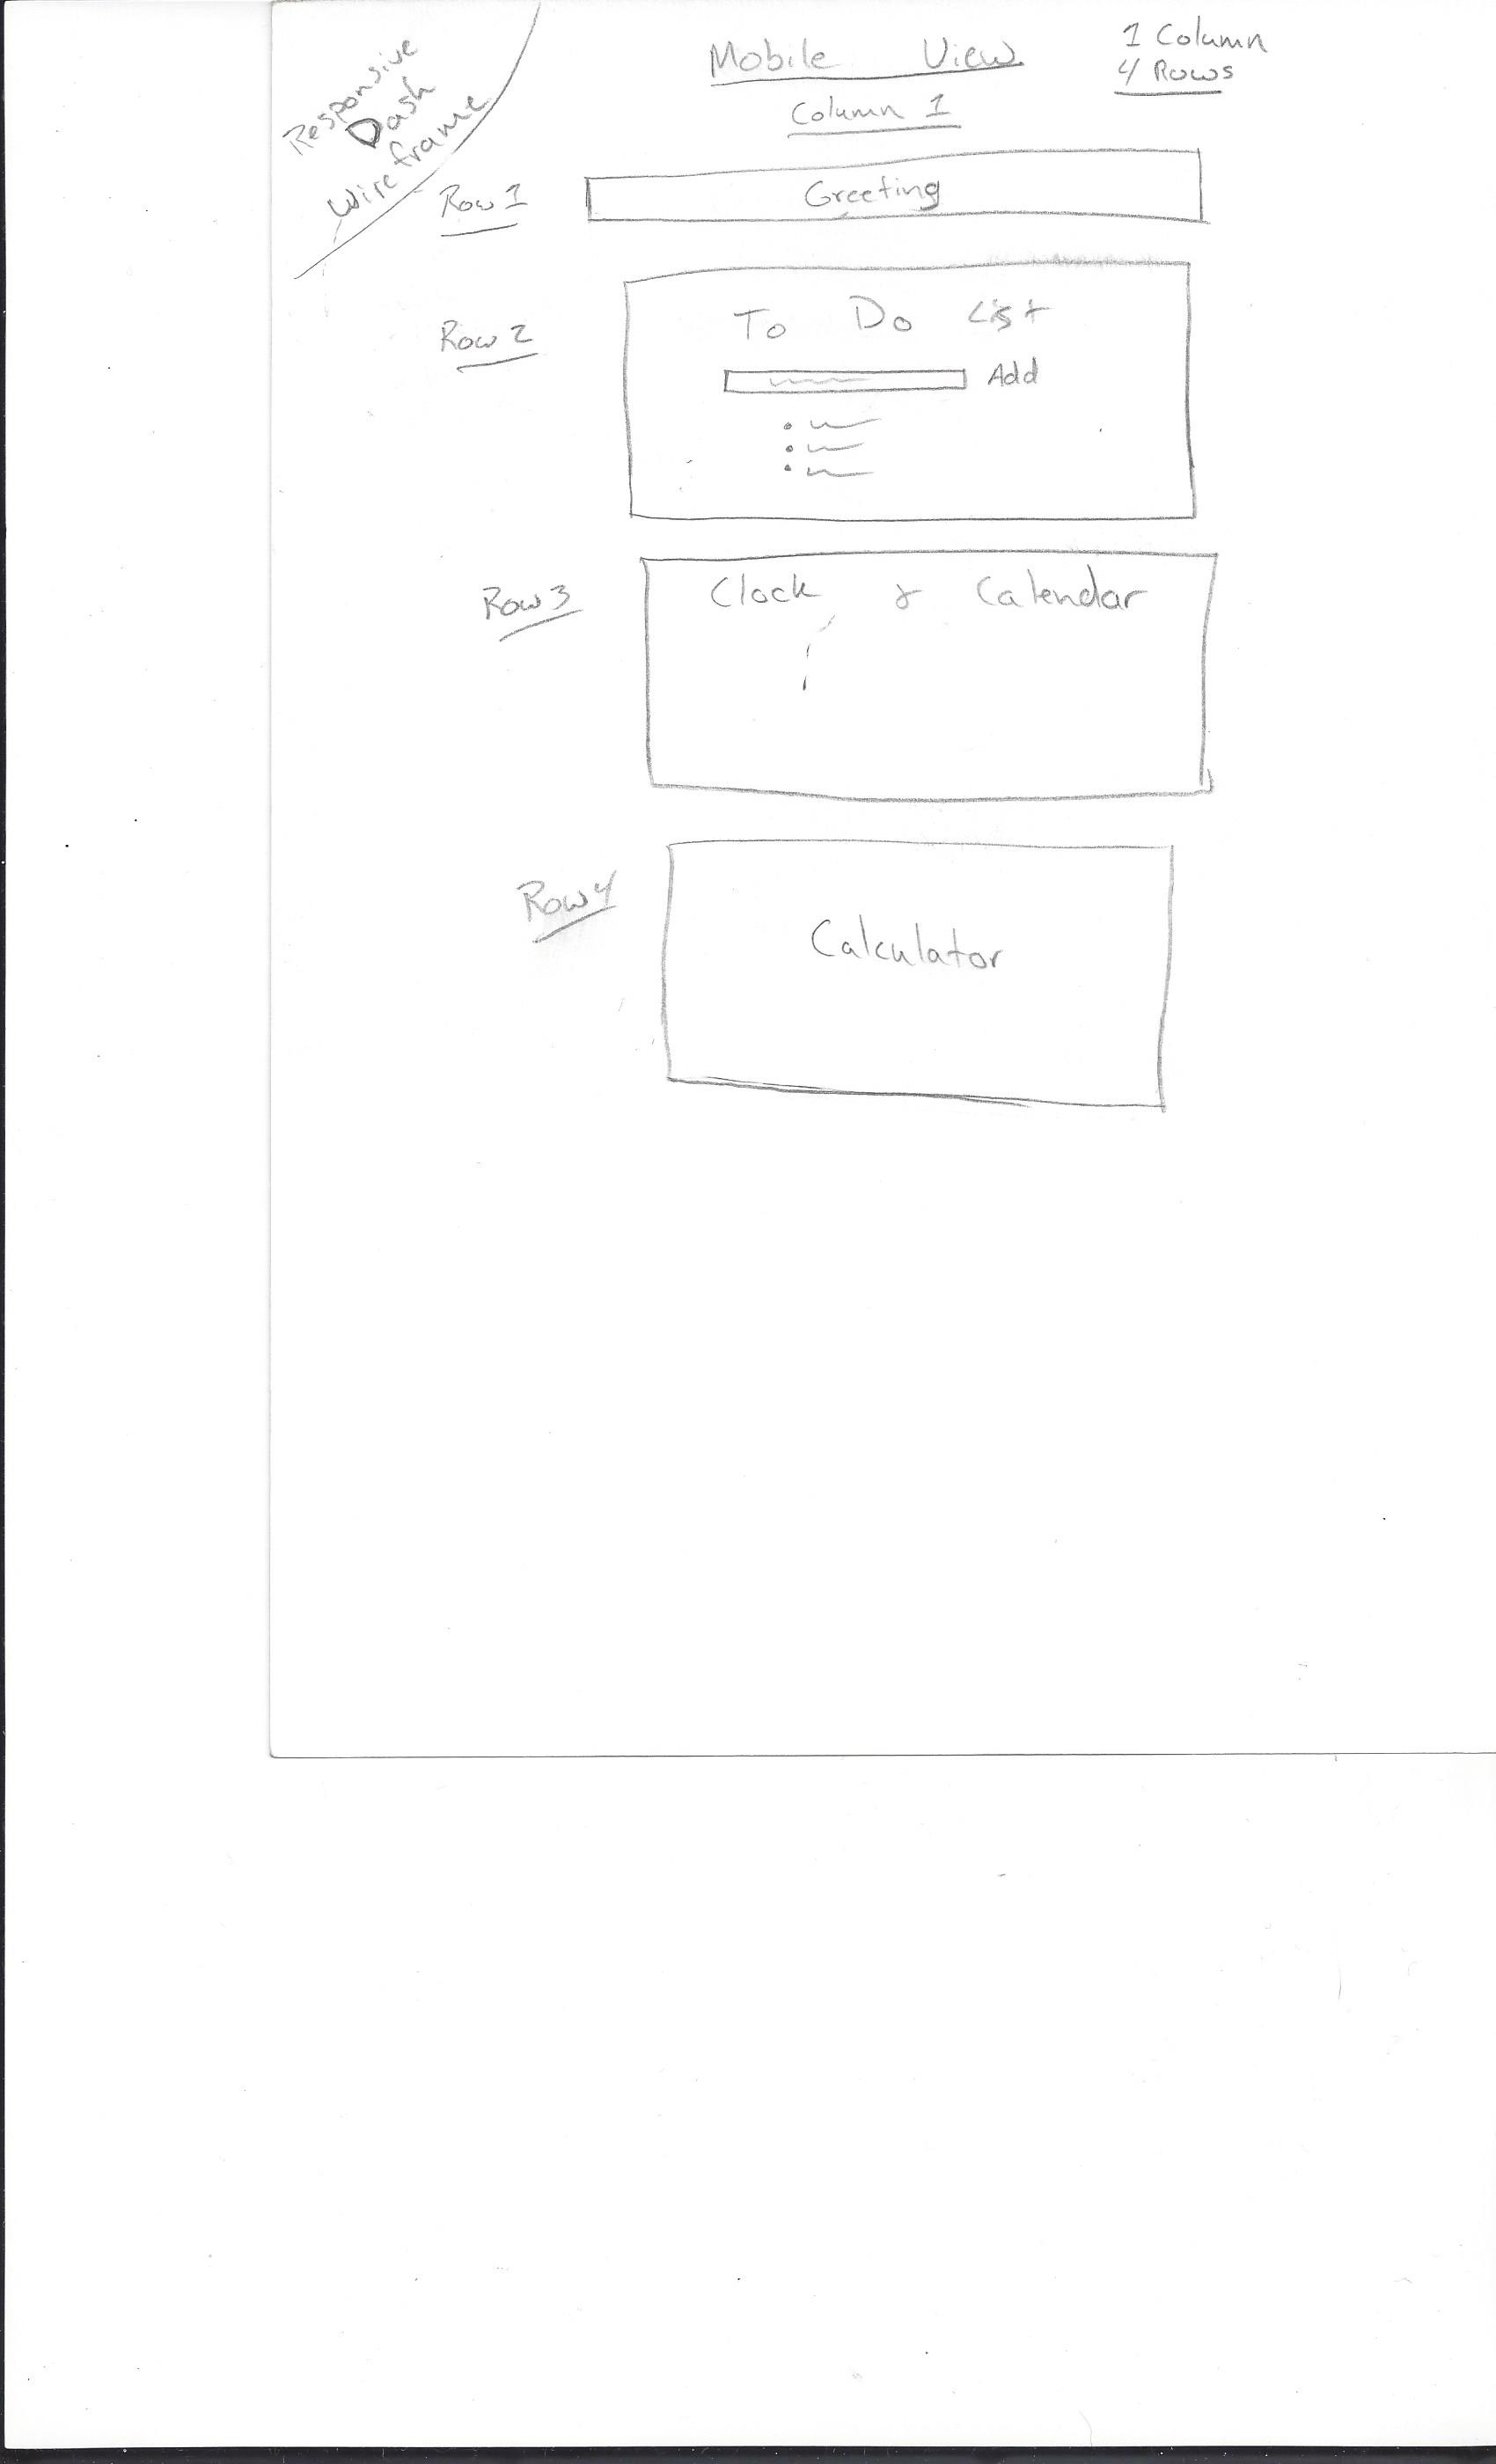 Responsive
Dash
Wireframe
Mobile View
1 Column
4 Rows
Column 1
Row 1
Greeting
Row 2
To Do List
Add
Row 3
Clock & Calendar
Row 4
Calculator